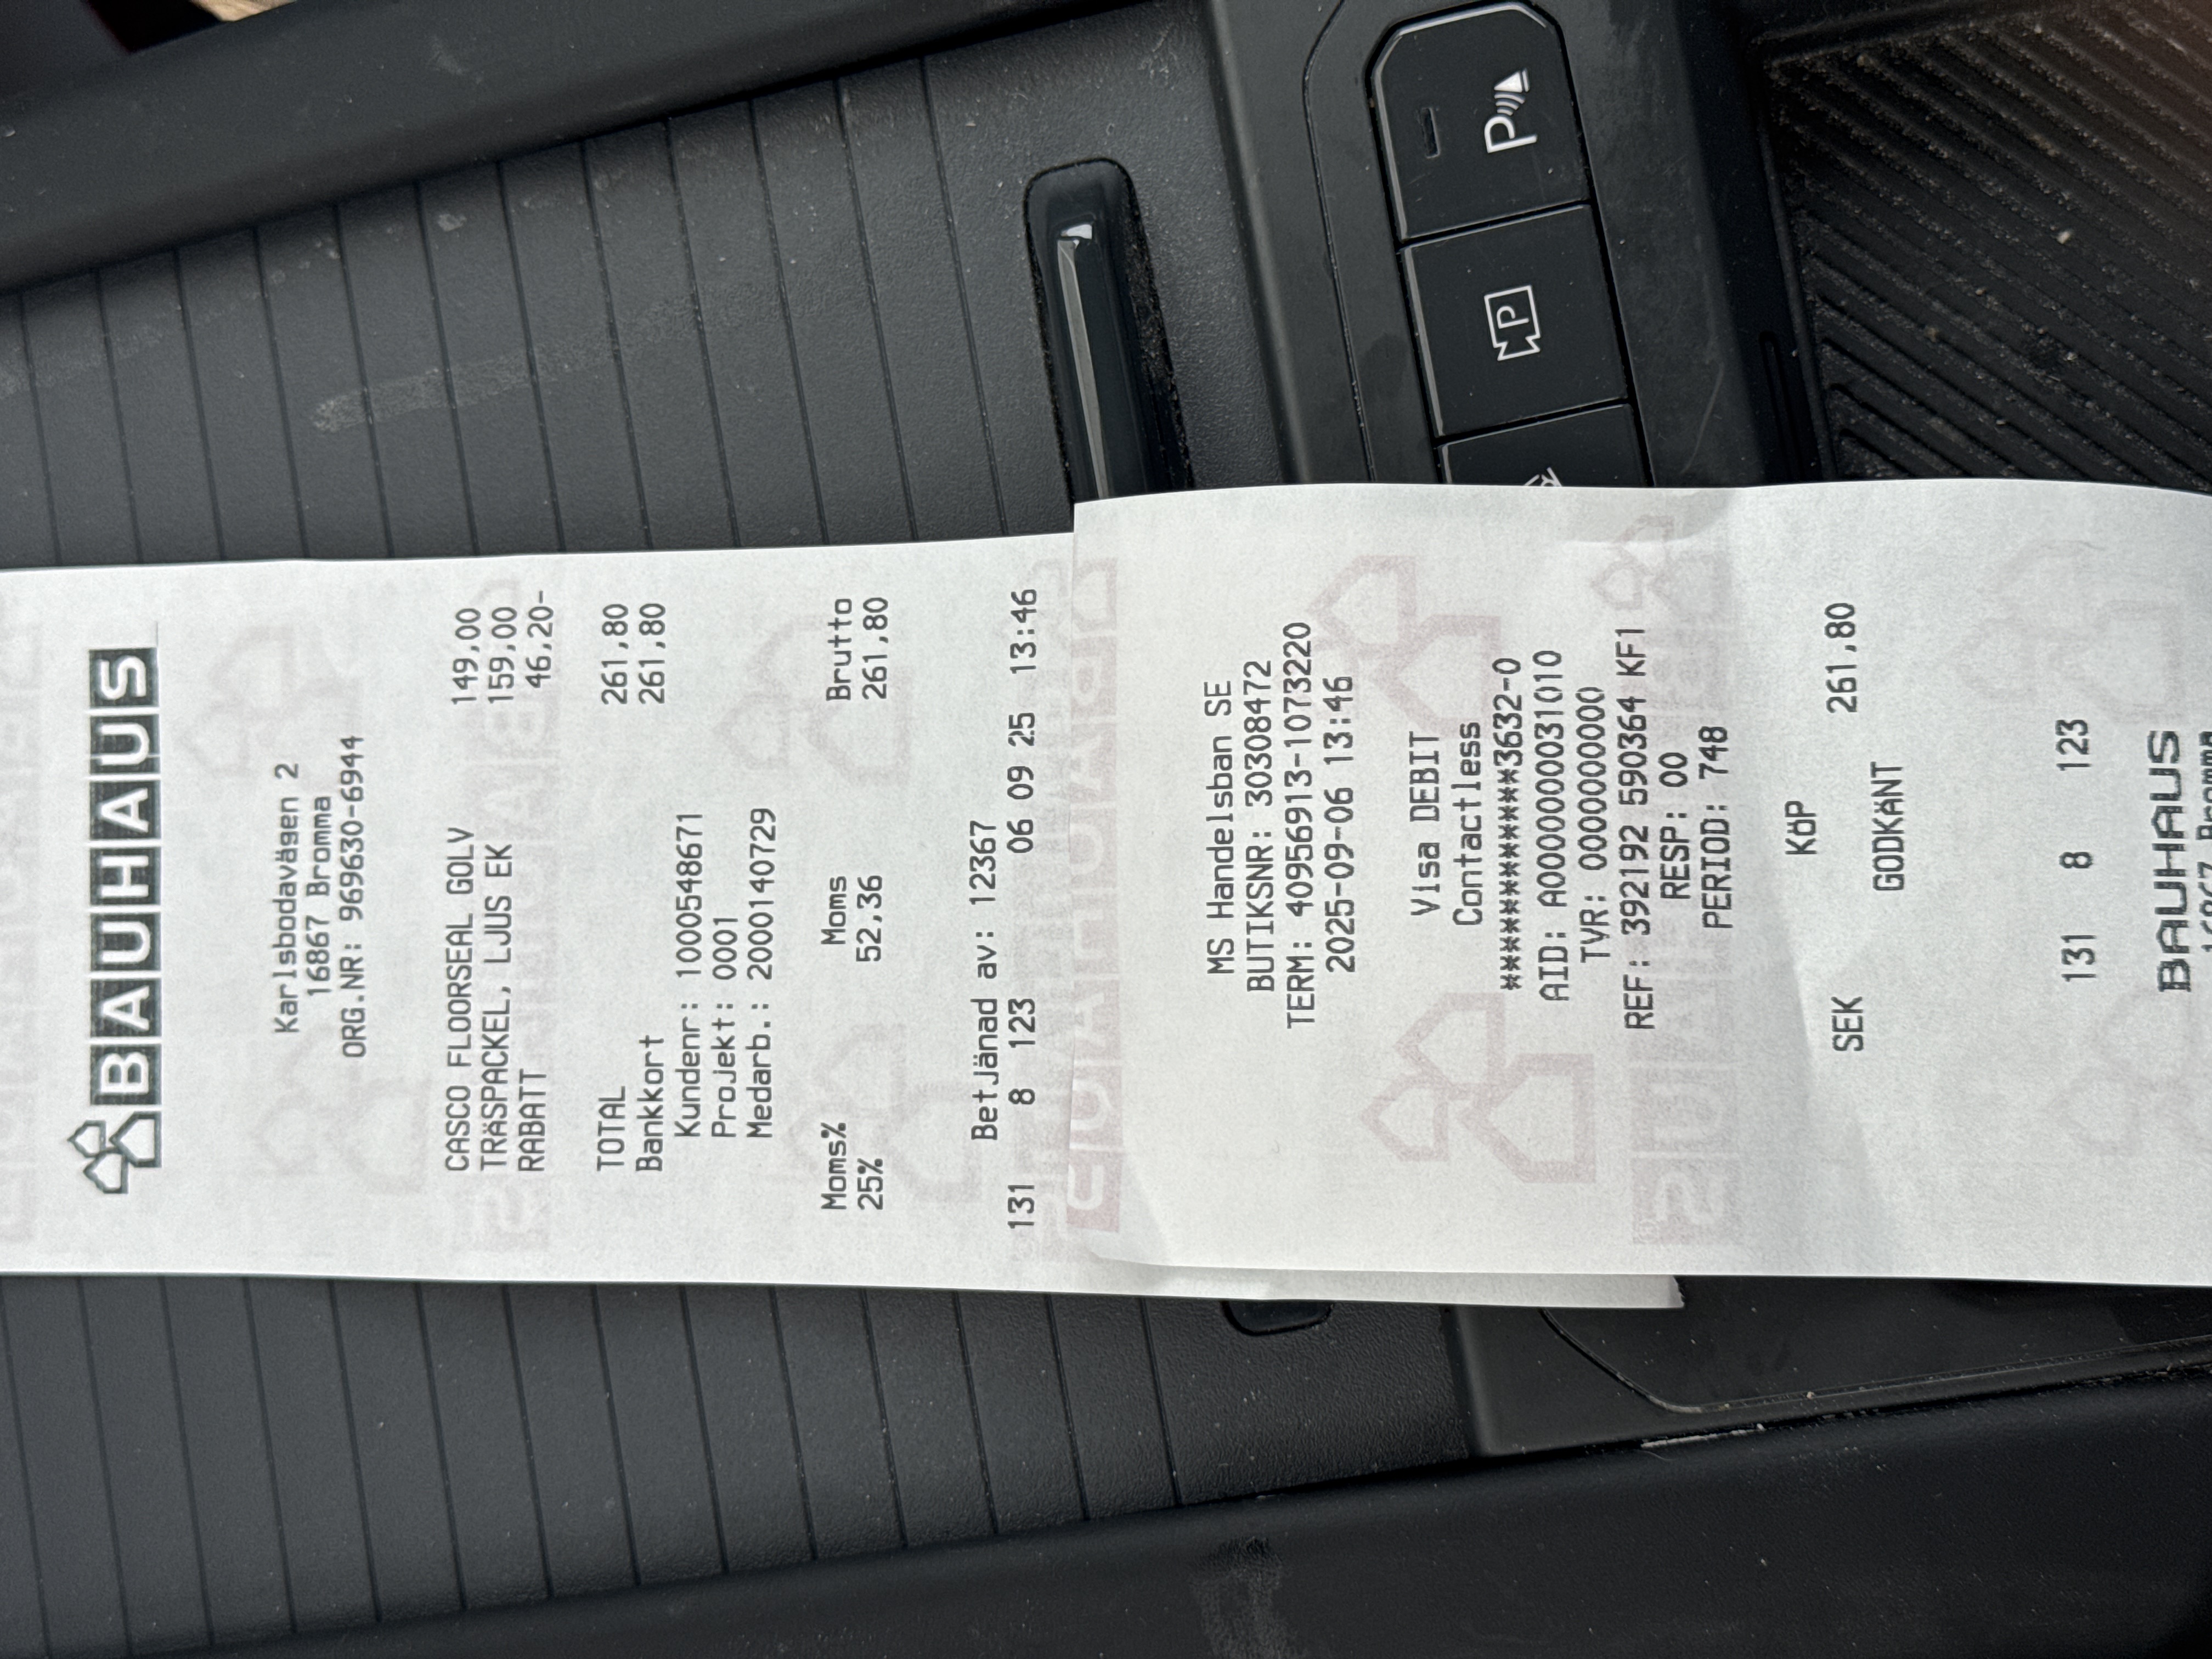 BAUHAUS
Karlsbodavägen 2
16867 Bromma
ORG.NR: 969630-6944
CASCO FLOORSEAL GOLV 149,00
TRÄSPACKEL, LJUS EK 159,00
RABATT 46,20-
TOTAL 261,80
Bankkort 261,80
Kundenr: 1000548671
Projekt: 0001
Medarb.: 2000140729
Moms% Moms Brutto
25% 52,36 261,80
Betjänad av: 12367
131 8 123 06 09 25 13:46
MS Handelsban SE
BUTIKSNR: 30308472
TERM: 40956913-1073220
2025-09-06 13:46
Visa DEBIT
Contactless
************3632-0
AID: A0000000031010
TVR: 0000000000
REF: 392192 590364 KF1
RESP: 00
PERIOD: 748
KÖP
SEK 261,80
GODKÄNT
131 8 123
BAUHAUS
16867 Bromma
P
P